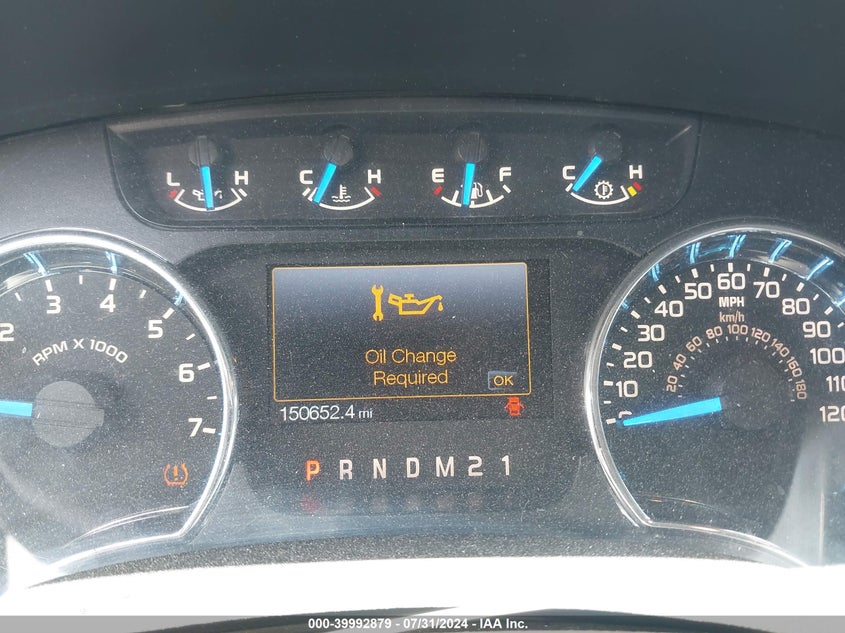 L H C H E F C H
2 3 4 5 6 7
RPM X 1000
0 10 20 30 40 50 60 70 80 90 100 110 120
MPH
km/h
20 40 60 80 100 120 140 160 180
Oil Change
Required
OK
150652.4 mi
P R N D M 2 1
000-39992879 - 07/31/2024 - IAA Inc.